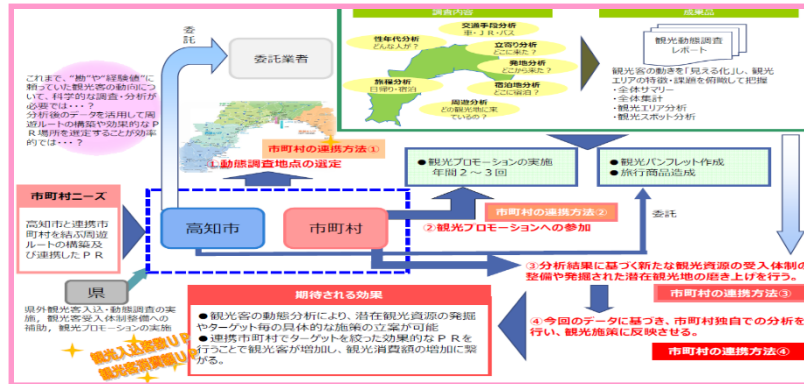 調査内容
成果品
委託
委託業者
交通手段分析
車・JR・バス
性年代分析
どんな人が？
立寄り分析
どこに来た？
発地分析
どこから来た？
旅程分析
日帰り・宿泊
宿泊地分析
どこに宿泊？
周遊分析
どの観光地に来
ているの？
観光動態調査
レポート
観光客の動きを「見える化」し、観光
エリアの特徴・課題を俯瞰して把握
・全体サマリー
・全体集計
・観光エリア分析
・観光スポット分析
これまで、“勘”や“経験値”に
頼っていた観光客の動向につ
いて、科学的な調査・分析が
必要では・・・？
分析後のデータを活用して周
遊ルートの構築や効果的なP
R場所を選定することが効率
的では・・・？
市町村の連携方法①
①動態調査地点の選定
●観光プロモーションの実施
年間２～３回
●観光パンフレット作成
●旅行商品造成
市町村ニーズ
高知市と連携市
町村を結ぶ周遊
ルートの構築及
び連携したPR
高知市
市町村
市町村の連携方法②
②観光プロモーションへの参加
委託
③分析結果に基づく新たな観光資源の受入体制の
整備や発掘された潜在観光地の磨き上げを行う。
市町村の連携方法③
県
県外観光客入込・動態調査の実
施，観光客受入体制整備への
補助，観光プロモーションの実施
期待される効果
●観光客の動態分析により、潜在観光資源の発掘
やターゲット毎の具体的な施策の立案が可能
●連携市町村でターゲットを絞った効果的なPRを
行うことで観光客が増加し、観光消費額の増加に繋
がる。
④今回のデータに基づき、市町村独自での分析を
行い、観光施策に反映させる。
市町村の連携方法④
観光入込客数UP
観光客消費額UP